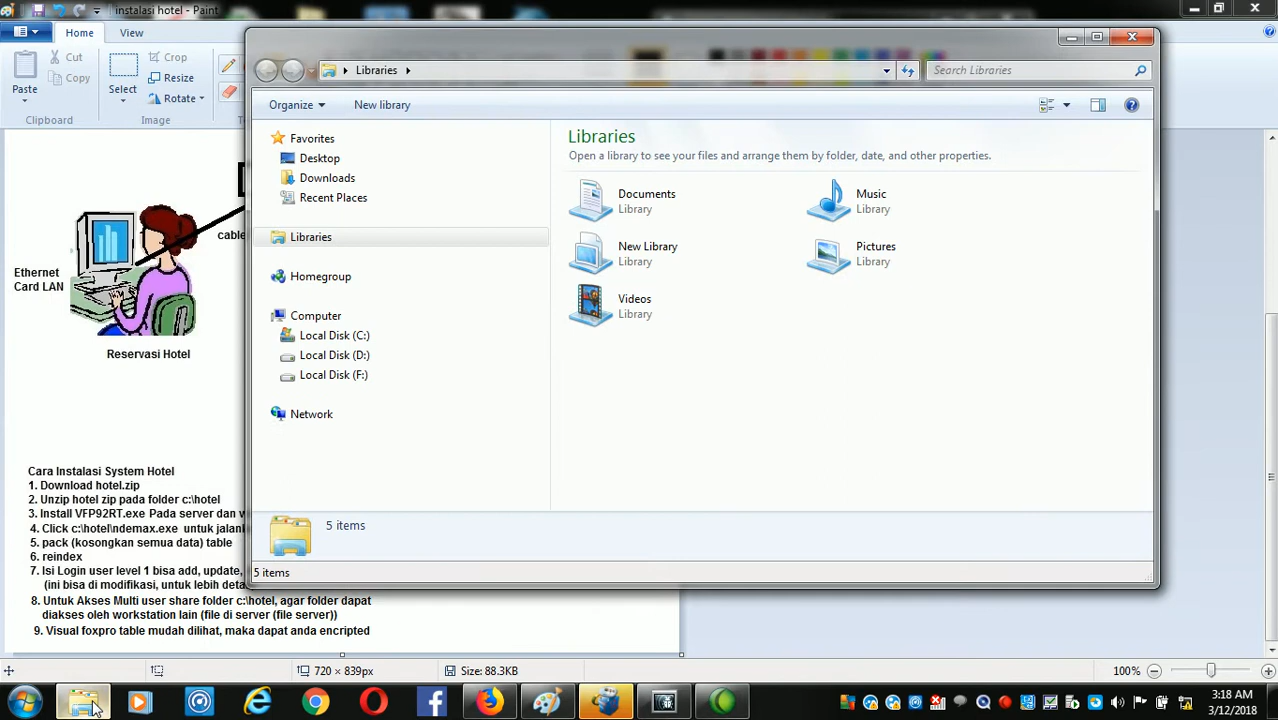 instalasi hotel - Paint
Home
View
Paste
Cut
Copy
Clipboard
Select
Crop
Resize
Rotate
Image
Libraries
Search Libraries
Organize
New library
Favorites
Desktop
Downloads
Recent Places
Libraries
Homegroup
Computer
Local Disk (C:)
Local Disk (D:)
Local Disk (F:)
Network
Libraries
Open a library to see your files and arrange them by folder, date, and other properties.
Documents
Library
Music
Library
New Library
Library
Pictures
Library
Videos
Library
5 items
5 items
cable
Ethernet
Card LAN
Reservasi Hotel
Cara Instalasi System Hotel
1. Download hotel.zip
2. Unzip hotel zip pada folder c:\hotel
3. Install VFP92RT.exe Pada server dan
4. Click c:\hotel\ndemax.exe untuk
5. pack (kosongkan semua data) table
6. reindex
7. Isi Login user level 1 bisa add, update,
(ini bisa di modifikasi, untuk lebih
8. Untuk Akses Multi user share folder c:\hotel, agar folder dapat
diakses oleh workstation lain (file di server (file server))
9. Visual foxpro table mudah dilihat, maka dapat anda encripted
720 × 839px
Size: 88.3KB
100%
3:18 AM
3/12/2018